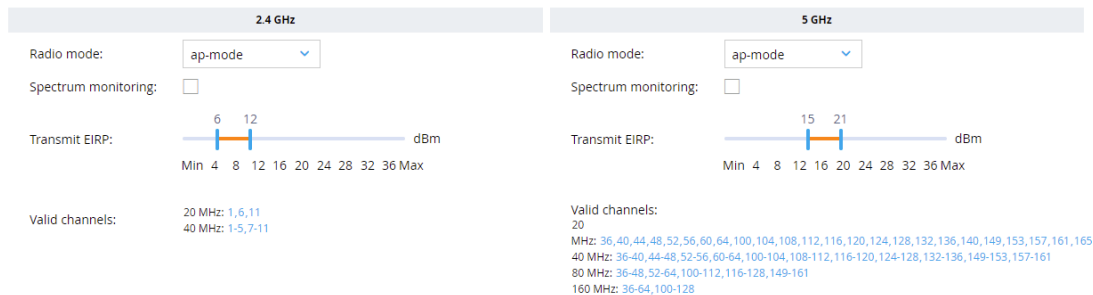 2.4 GHz
Radio mode:
ap-mode
Spectrum monitoring:
6 12
Transmit EIRP:
dBm
Min 4 8 12 16 20 24 28 32 36 Max
Valid channels:
20 MHz: 1,6,11
40 MHz: 1-5,7-11
5 GHz
Radio mode:
ap-mode
Spectrum monitoring:
15 21
Transmit EIRP:
dBm
Min 4 8 12 16 20 24 28 32 36 Max
Valid channels:
20
MHz: 36,40,44,48,52,56,60,64,100,104,108,112,116,120,124,128,132,136,140,149,153,157,161,165
40 MHz: 36-40,44-48,52-56,60-64,100-104,108-112,116-120,124-128,132-136,149-153,157-161
80 MHz: 36-48,52-64,100-112,116-128,149-161
160 MHz: 36-64,100-128